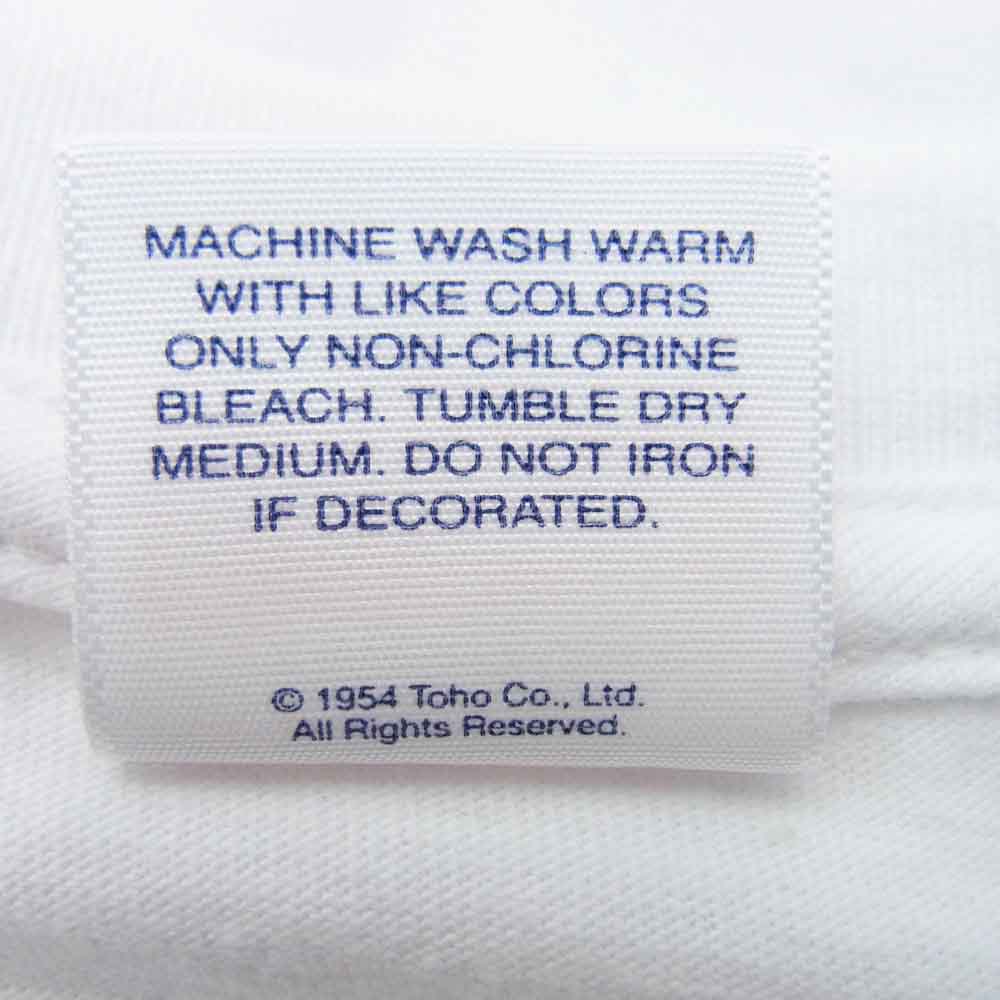 MACHINE WASH WARM
WITH LIKE COLORS
ONLY NON-CHLORINE
BLEACH. TUMBLE DRY
MEDIUM. DO NOT IRON
IF DECORATED.
© 1954 Toho Co., Ltd.
All Rights Reserved.